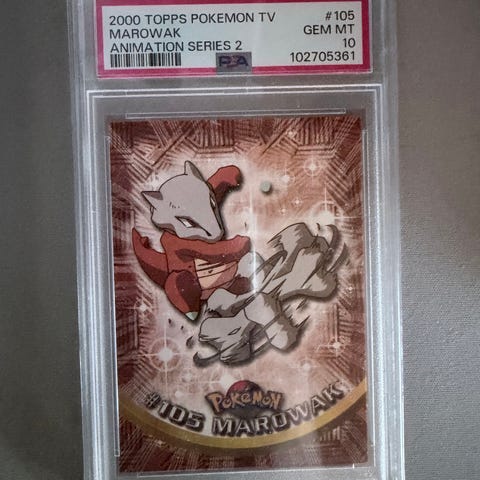 2000 TOPPS POKEMON TV #105
MAROWAK GEM MT
ANIMATION SERIES 2 10
PSA 102705361
POKéMON
#105 MAROWAK